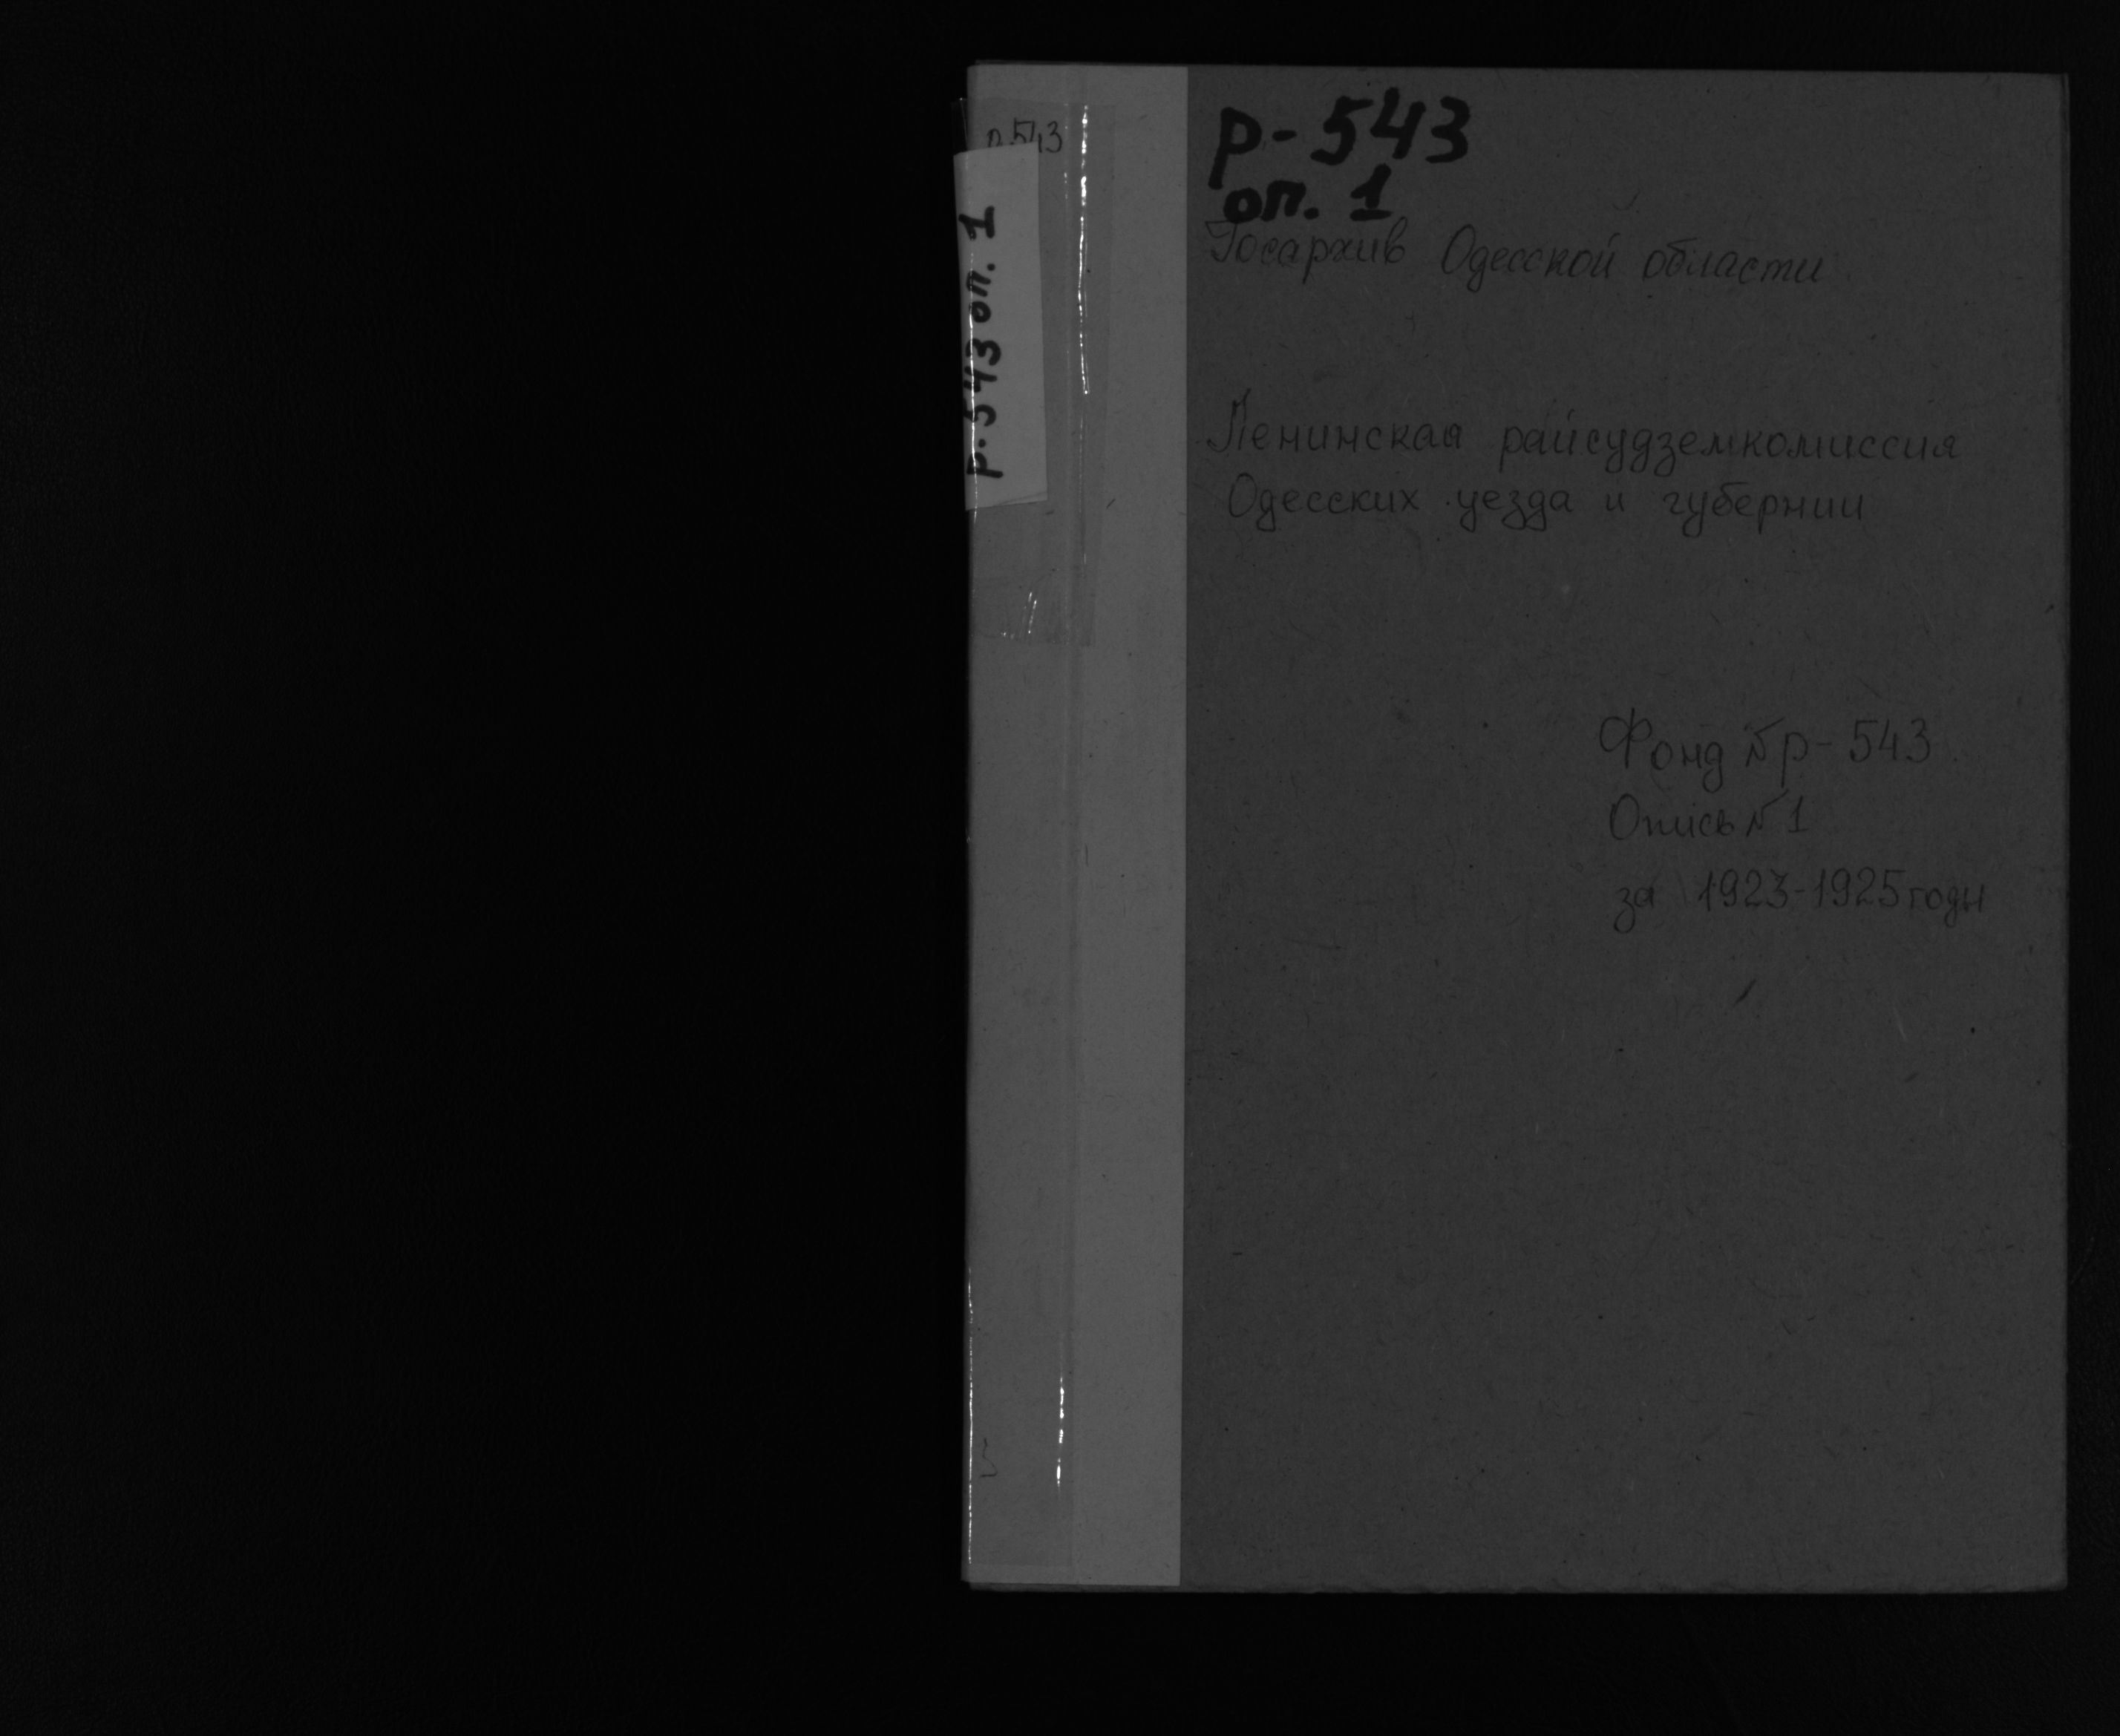 р.543
р.543 оп. 1
р-543
оп. 1
Госархив Одесской области
Ленинская райсудземкомиссия
Одесских уезда и губернии
Фонд № р-543
Опись № 1
за 1923-1925 годы